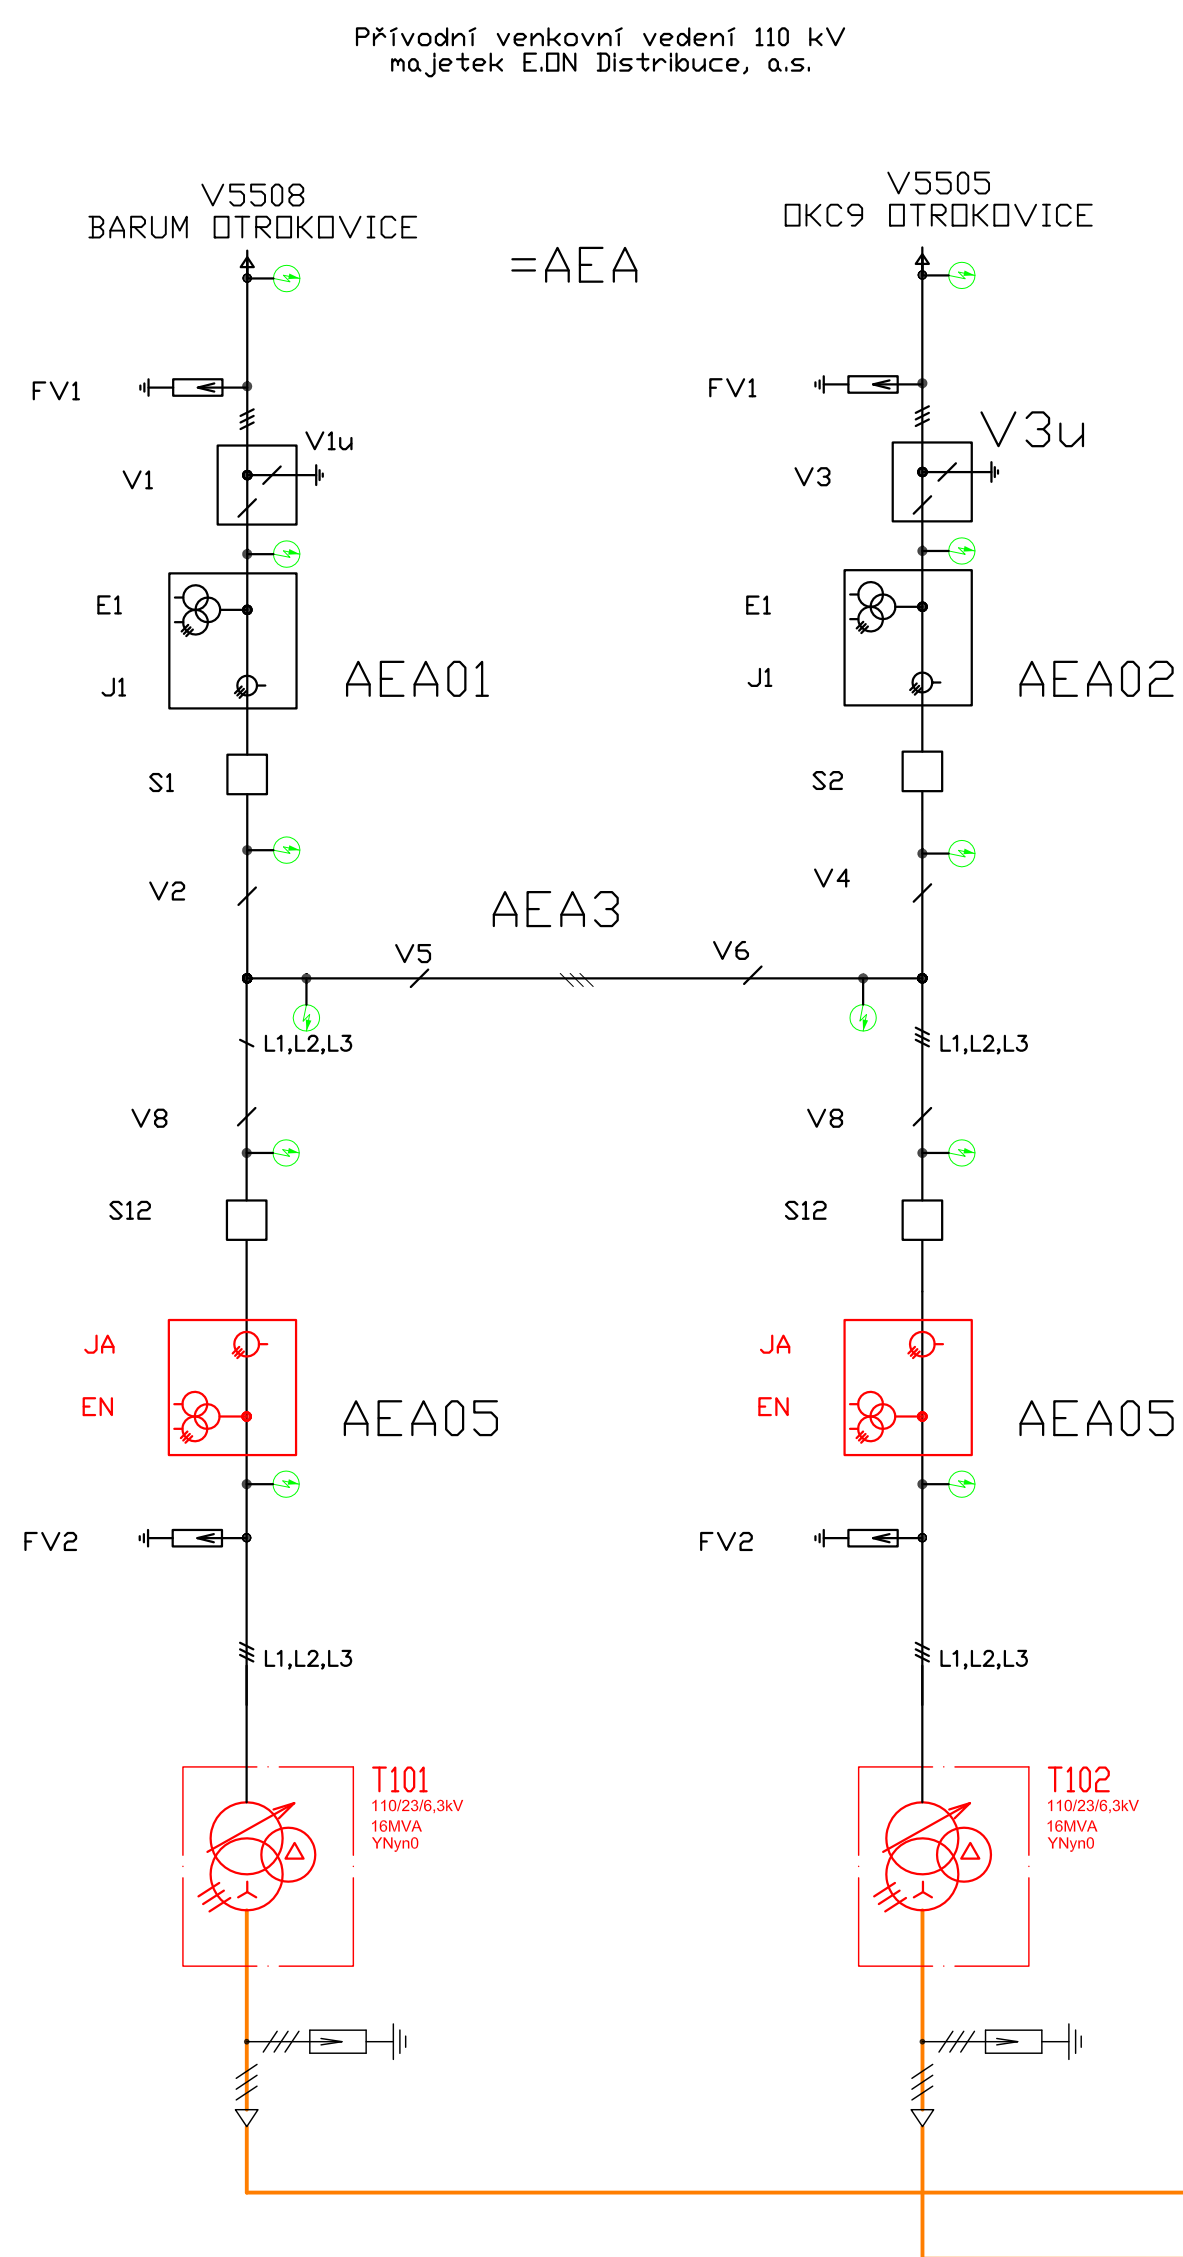 Přívodní venkovní vedení 110 kV
majetek E.ON Distribuce, a.s.
V5508
BARUM OTROKOVICE
V5505
OKC9 OTROKOVICE
=AEA
FV1
FV1
V1u
V3u
V1
V3
E1
E1
J1
AEA01
J1
AEA02
S1
S2
V2
V4
AEA3
V5
V6
L1,L2,L3
L1,L2,L3
V8
V8
S12
S12
JA
JA
EN
EN
AEA05
AEA05
FV2
FV2
L1,L2,L3
L1,L2,L3
T101
110/23/6,3kV
16MVA
YNyn0
T102
110/23/6,3kV
16MVA
YNyn0